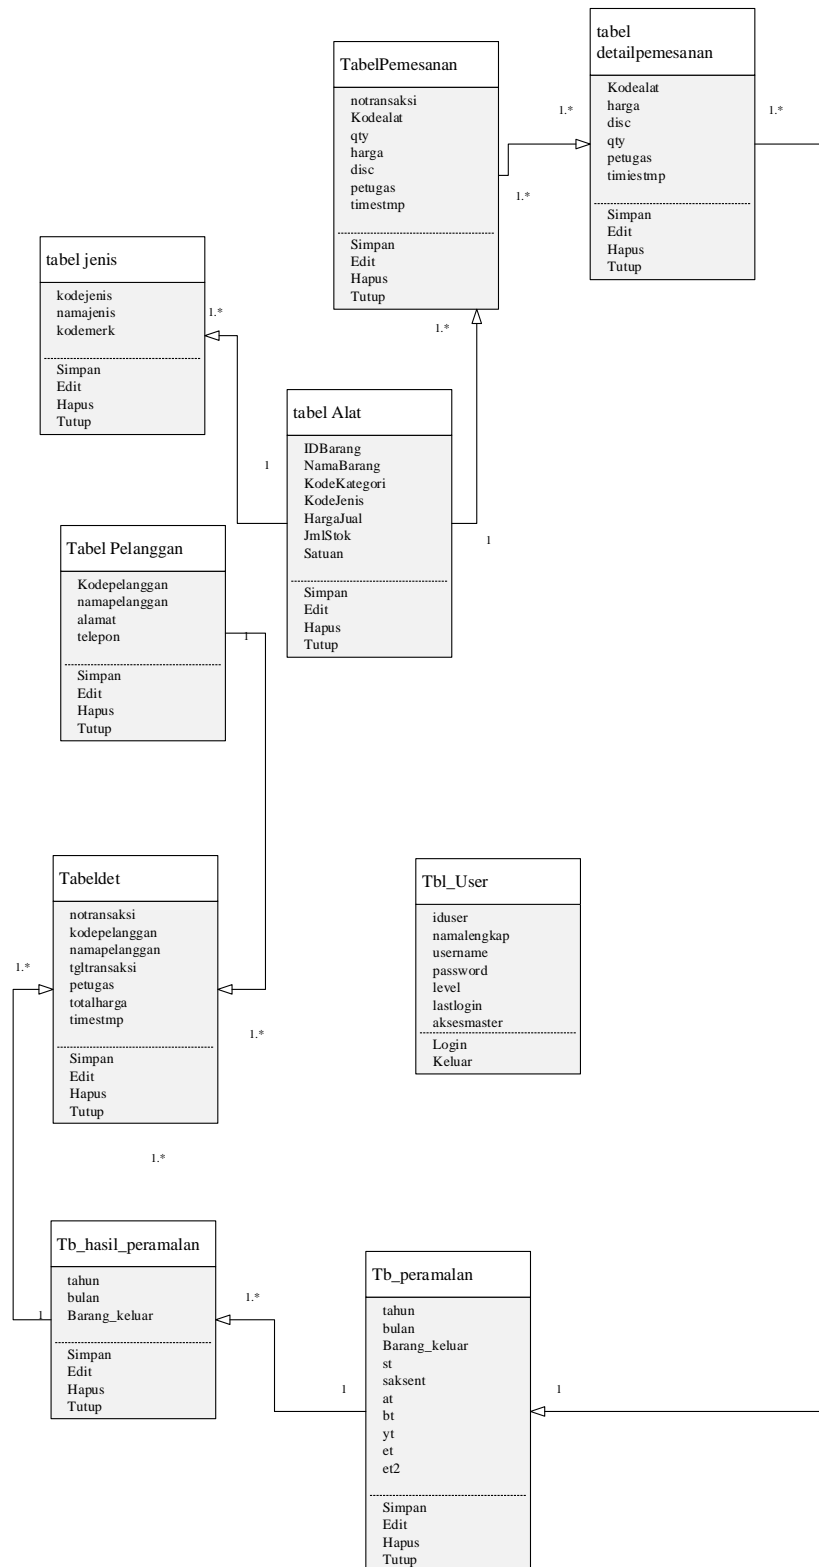 tabel
detailpemesanan
Kodealat
harga
disc
qty
petugas
timiestmp
Simpan
Edit
Hapus
Tutup
1.*
1.*
TabelPemesanan
notransaksi
Kodealat
qty
harga
disc
petugas
timestmp
Simpan
Edit
Hapus
Tutup
1.*
1.*
tabel jenis
kodejenis
namajenis
kodemerk
Simpan
Edit
Hapus
Tutup
1.*
1
tabel Alat
IDBarang
NamaBarang
KodeKategori
KodeJenis
HargaJual
JmlStok
Satuan
Simpan
Edit
Hapus
Tutup
1
Tabel Pelanggan
Kodepelanggan
namapelanggan
alamat
telepon
Simpan
Edit
Hapus
Tutup
1
Tabeldet
notransaksi
kodepelanggan
namapelanggan
tgltransaksi
petugas
totalharga
timestmp
Simpan
Edit
Hapus
Tutup
1.*
1.*
1.*
Tbl_User
iduser
namalengkap
username
password
level
lastlogin
aksesmaster
Login
Keluar
Tb_hasil_peramalan
tahun
bulan
Barang_keluar
Simpan
Edit
Hapus
Tutup
1
1.*
1
Tb_peramalan
tahun
bulan
Barang_keluar
st
saksent
at
bt
yt
et
et2
Simpan
Edit
Hapus
Tutup
1